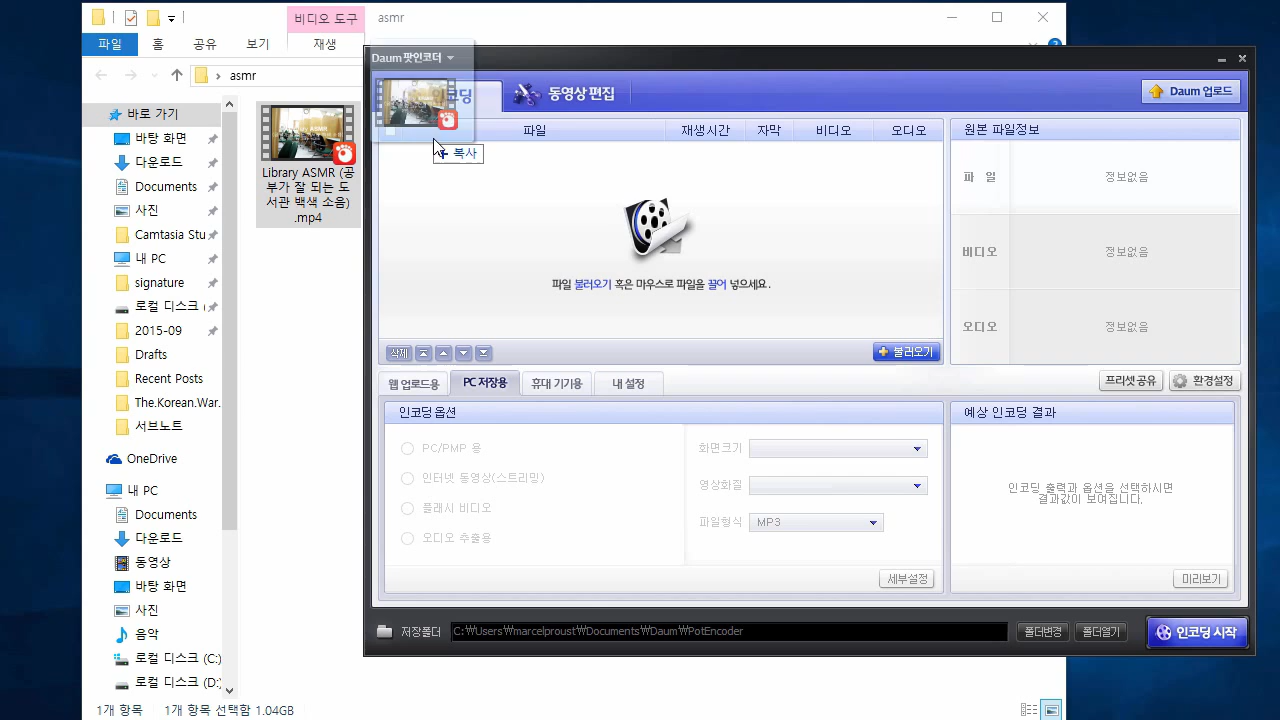 비디오 도구
asmr
파일
홈
공유
보기
재생
asmr
바로 가기
바탕 화면
다운로드
Documents
사진
Camtasia Stu
내 PC
signature
로컬 디스크 (
2015-09
Drafts
Recent Posts
The.Korean.War.
서브노트
OneDrive
내 PC
Documents
다운로드
동영상
바탕 화면
사진
음악
로컬 디스크 (C:)
로컬 디스크 (D:)
1개 항목
1개 항목 선택함 1.04GB
Library ASMR (공
부가 잘 되는 도
서관 백색 소음)
.mp4
Daum 팟인코더
인코딩
동영상 편집
Daum 업로드
복사
파일
재생시간
자막
비디오
오디오
파일 불러오기 혹은 마우스로 파일을 끌어 넣으세요.
삭제
불러오기
원본 파일정보
파 일
정보없음
비디오
정보없음
오디오
정보없음
웹 업로드용
PC 저장용
휴대 기기용
내 설정
프리셋 공유
환경설정
인코딩 옵션
PC/PMP 용
인터넷 동영상(스트리밍)
플래시 비디오
오디오 추출용
화면크기
영상화질
파일형식
MP3
세부설정
예상 인코딩 결과
인코딩 출력과 옵션을 선택하시면
결과값이 보여집니다.
미리보기
저장폴더
C:￦Users￦marcelproust￦Documents￦Daum￦PotEncoder
폴더변경
폴더열기
인코딩 시작